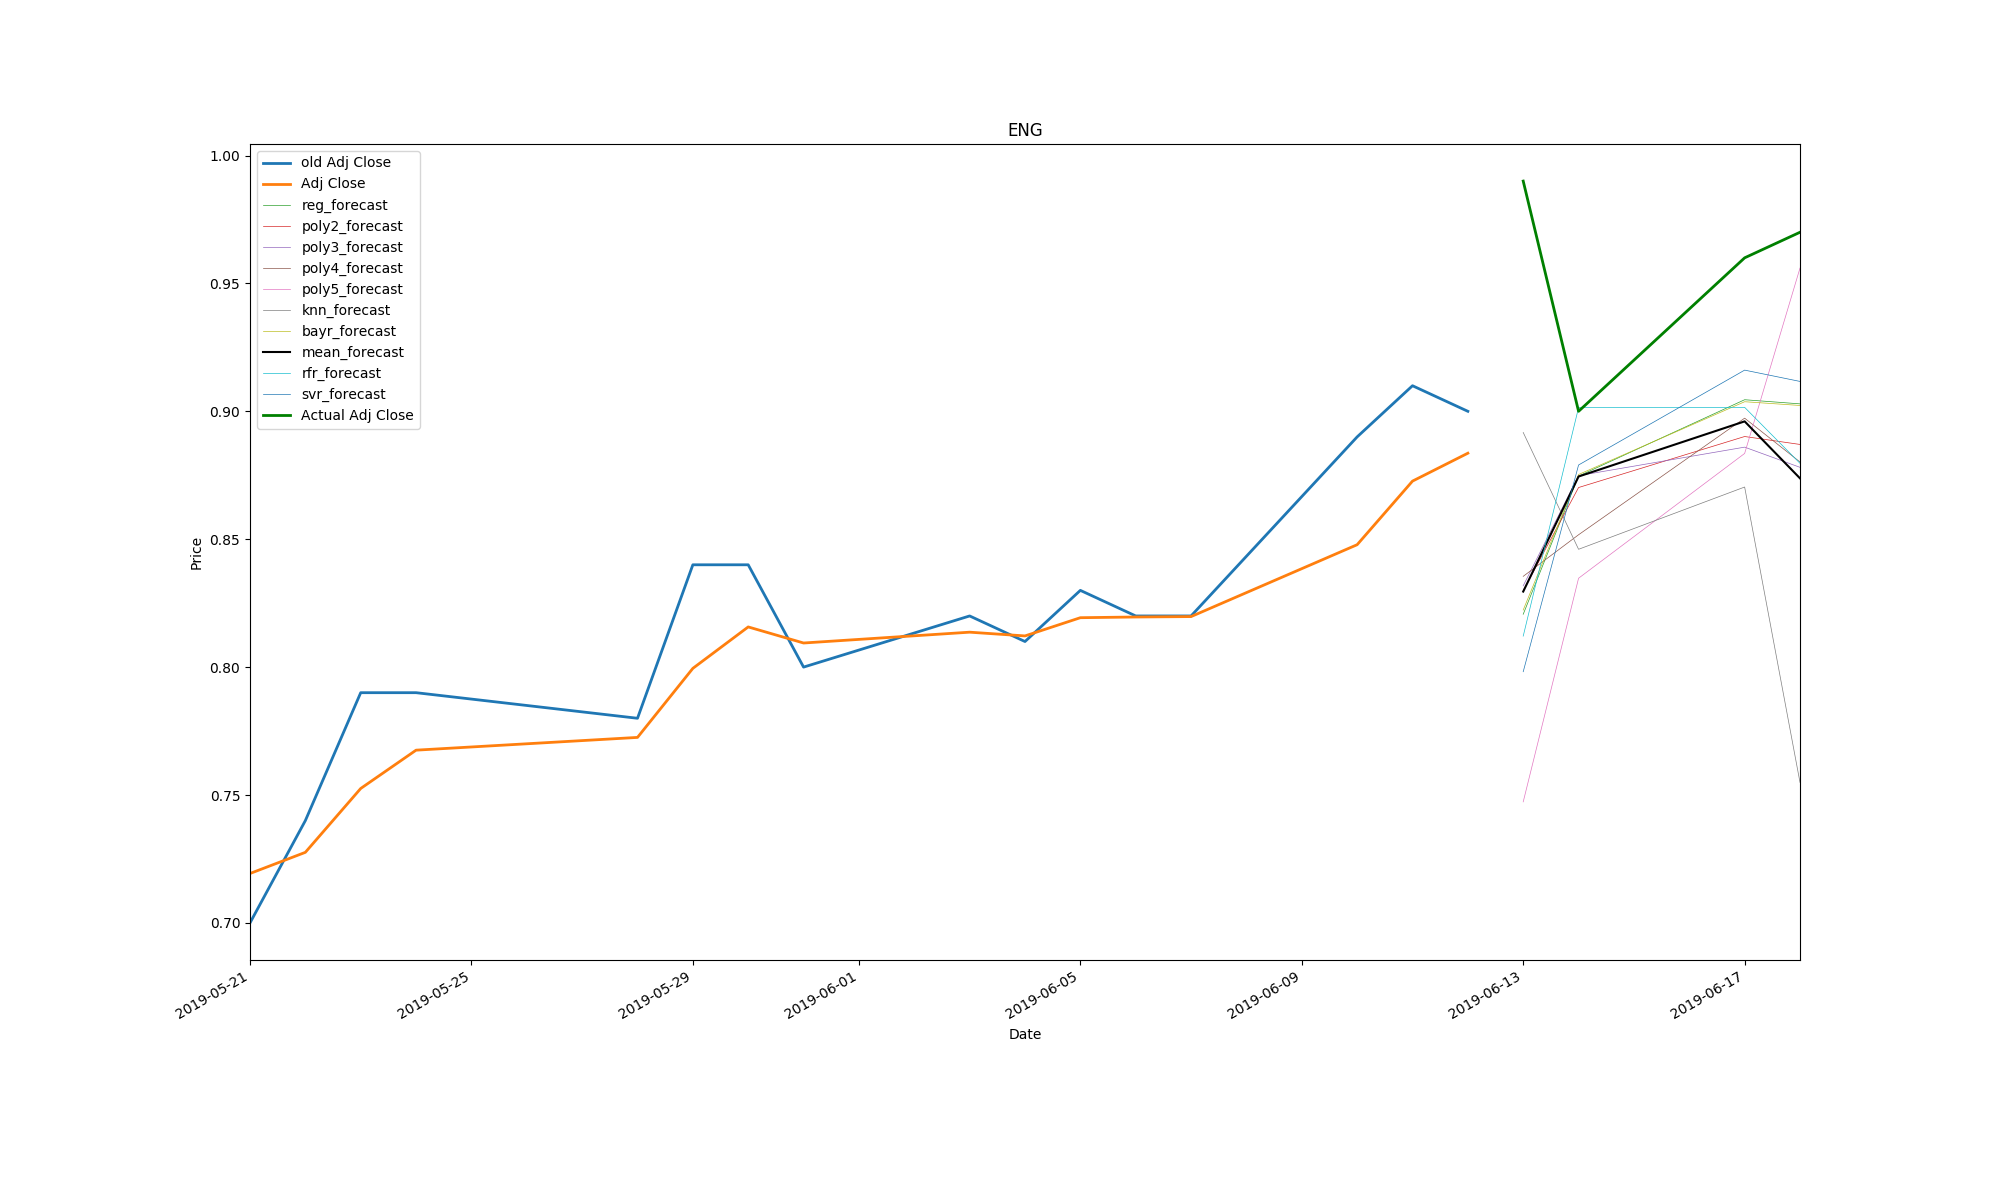 ENG
1.00
0.95
0.90
0.85
0.80
0.75
0.70
Price
old Adj Close
Adj Close
reg_forecast
poly2_forecast
poly3_forecast
poly4_forecast
poly5_forecast
knn_forecast
bayr_forecast
mean_forecast
rfr_forecast
svr_forecast
Actual Adj Close
2019-05-21
2019-05-25
2019-05-29
2019-06-01
2019-06-05
2019-06-09
2019-06-13
2019-06-17
Date